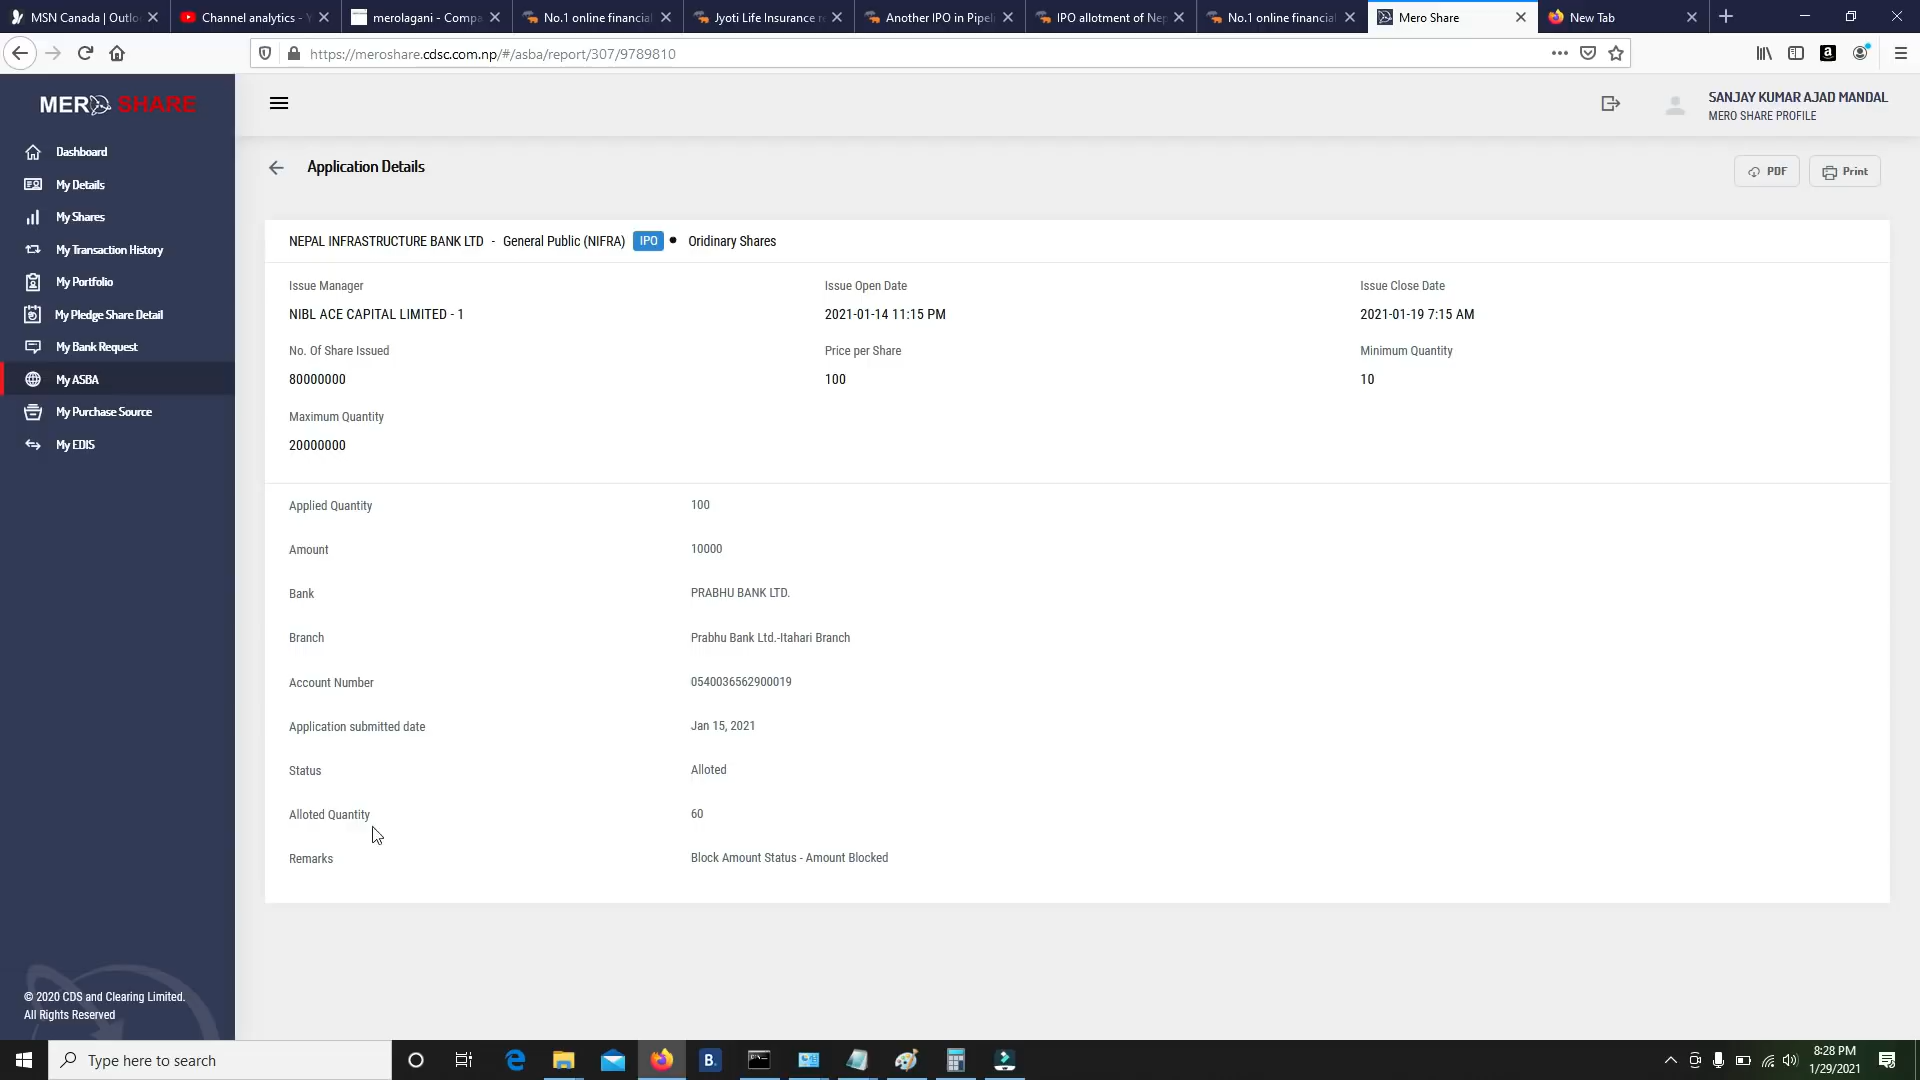 MSN Canada | Outlo
Channel analytics - Y
merolagani - Compa
No.1 online financial
Jyoti Life Insurance re
Another IPO in Pipeli
IPO allotment of Nep
No.1 online financial
Mero Share
New Tab
https://meroshare.cdsc.com.np/#/asba/report/307/9789810
MERO SHARE
SANJAY KUMAR AJAD MANDAL
MERO SHARE PROFILE
Dashboard
My Details
My Shares
My Transaction History
My Portfolio
My Pledge Share Detail
My Bank Request
My ASBA
My Purchase Source
My EDIS
© 2020 CDS and Clearing Limited.
All Rights Reserved
Application Details
PDF
Print
NEPAL INFRASTRUCTURE BANK LTD - General Public (NIFRA) IPO • Oridinary Shares
Issue Manager
NIBL ACE CAPITAL LIMITED - 1
Issue Open Date
2021-01-14 11:15 PM
Issue Close Date
2021-01-19 7:15 AM
No. Of Share Issued
80000000
Price per Share
100
Minimum Quantity
10
Maximum Quantity
20000000
Applied Quantity 100
Amount 10000
Bank PRABHU BANK LTD.
Branch Prabhu Bank Ltd.-Itahari Branch
Account Number 0540036562900019
Application submitted date Jan 15, 2021
Status Alloted
Alloted Quantity 60
Remarks Block Amount Status - Amount Blocked
Type here to search
B.
8:28 PM
1/29/2021